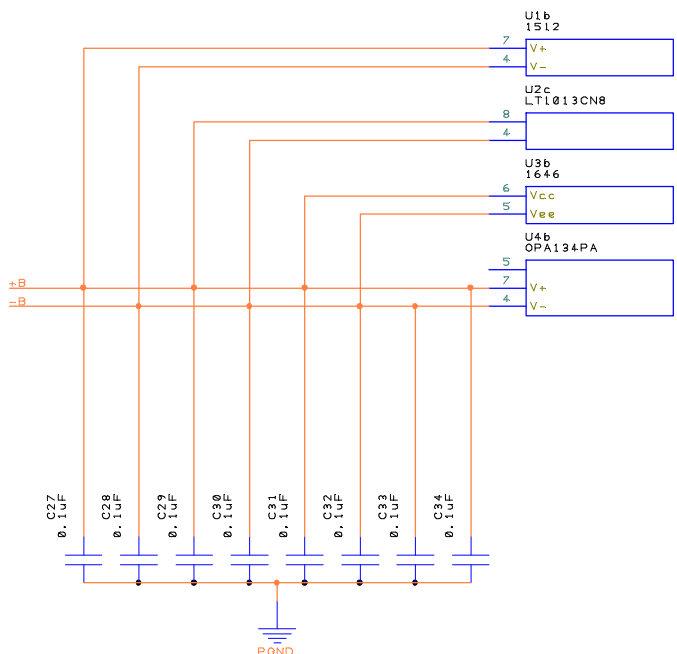 U1b
1512
7 V+
4 V-
U2c
LT1013CN8
8
4
U3b
1646
6 Vcc
5 Vee
U4b
OPA134PA
5
+B 7 V+
-B 4 V-
C27 0.1uF
C28 0.1uF
C29 0.1uF
C30 0.1uF
C31 0.1uF
C32 0.1uF
C33 0.1uF
C34 0.1uF
PGND